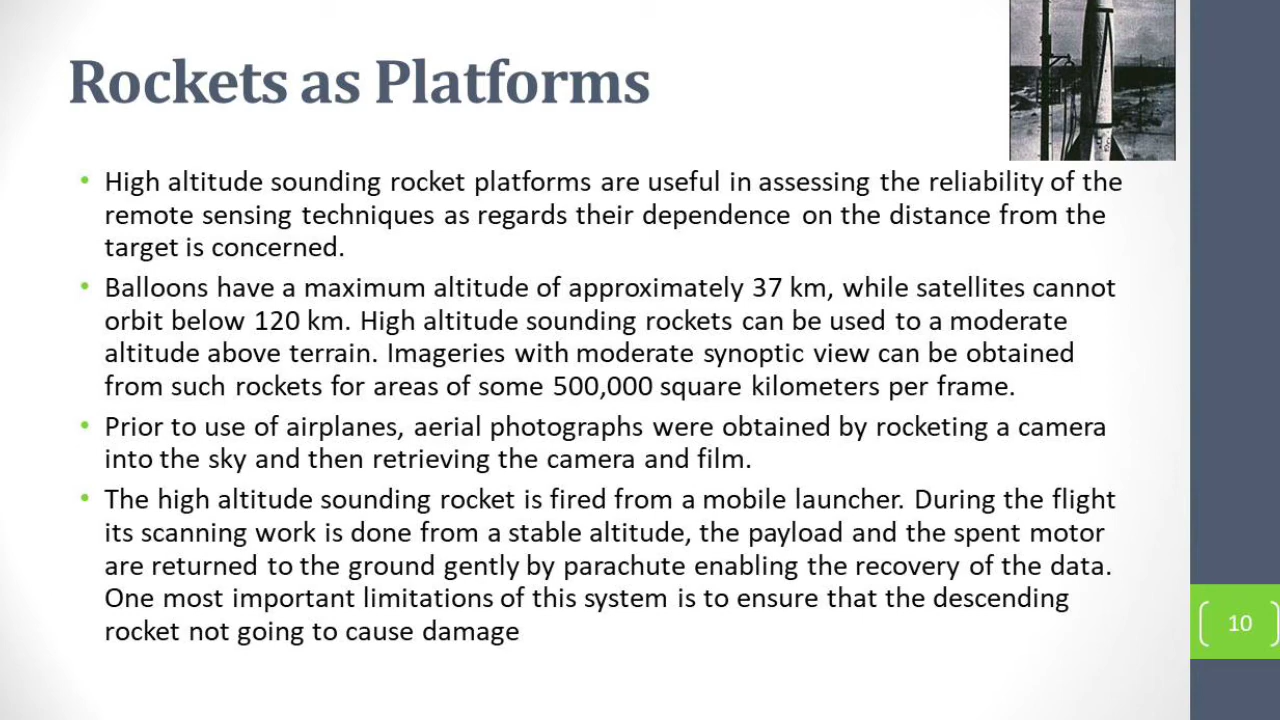 Rockets as Platforms
• High altitude sounding rocket platforms are useful in assessing the reliability of the
remote sensing techniques as regards their dependence on the distance from the
target is concerned.
• Balloons have a maximum altitude of approximately 37 km, while satellites cannot
orbit below 120 km. High altitude sounding rockets can be used to a moderate
altitude above terrain. Imageries with moderate synoptic view can be obtained
from such rockets for areas of some 500,000 square kilometers per frame.
• Prior to use of airplanes, aerial photographs were obtained by rocketing a camera
into the sky and then retrieving the camera and film.
• The high altitude sounding rocket is fired from a mobile launcher. During the flight
its scanning work is done from a stable altitude, the payload and the spent motor
are returned to the ground gently by parachute enabling the recovery of the data.
One most important limitations of this system is to ensure that the descending
rocket not going to cause damage
10